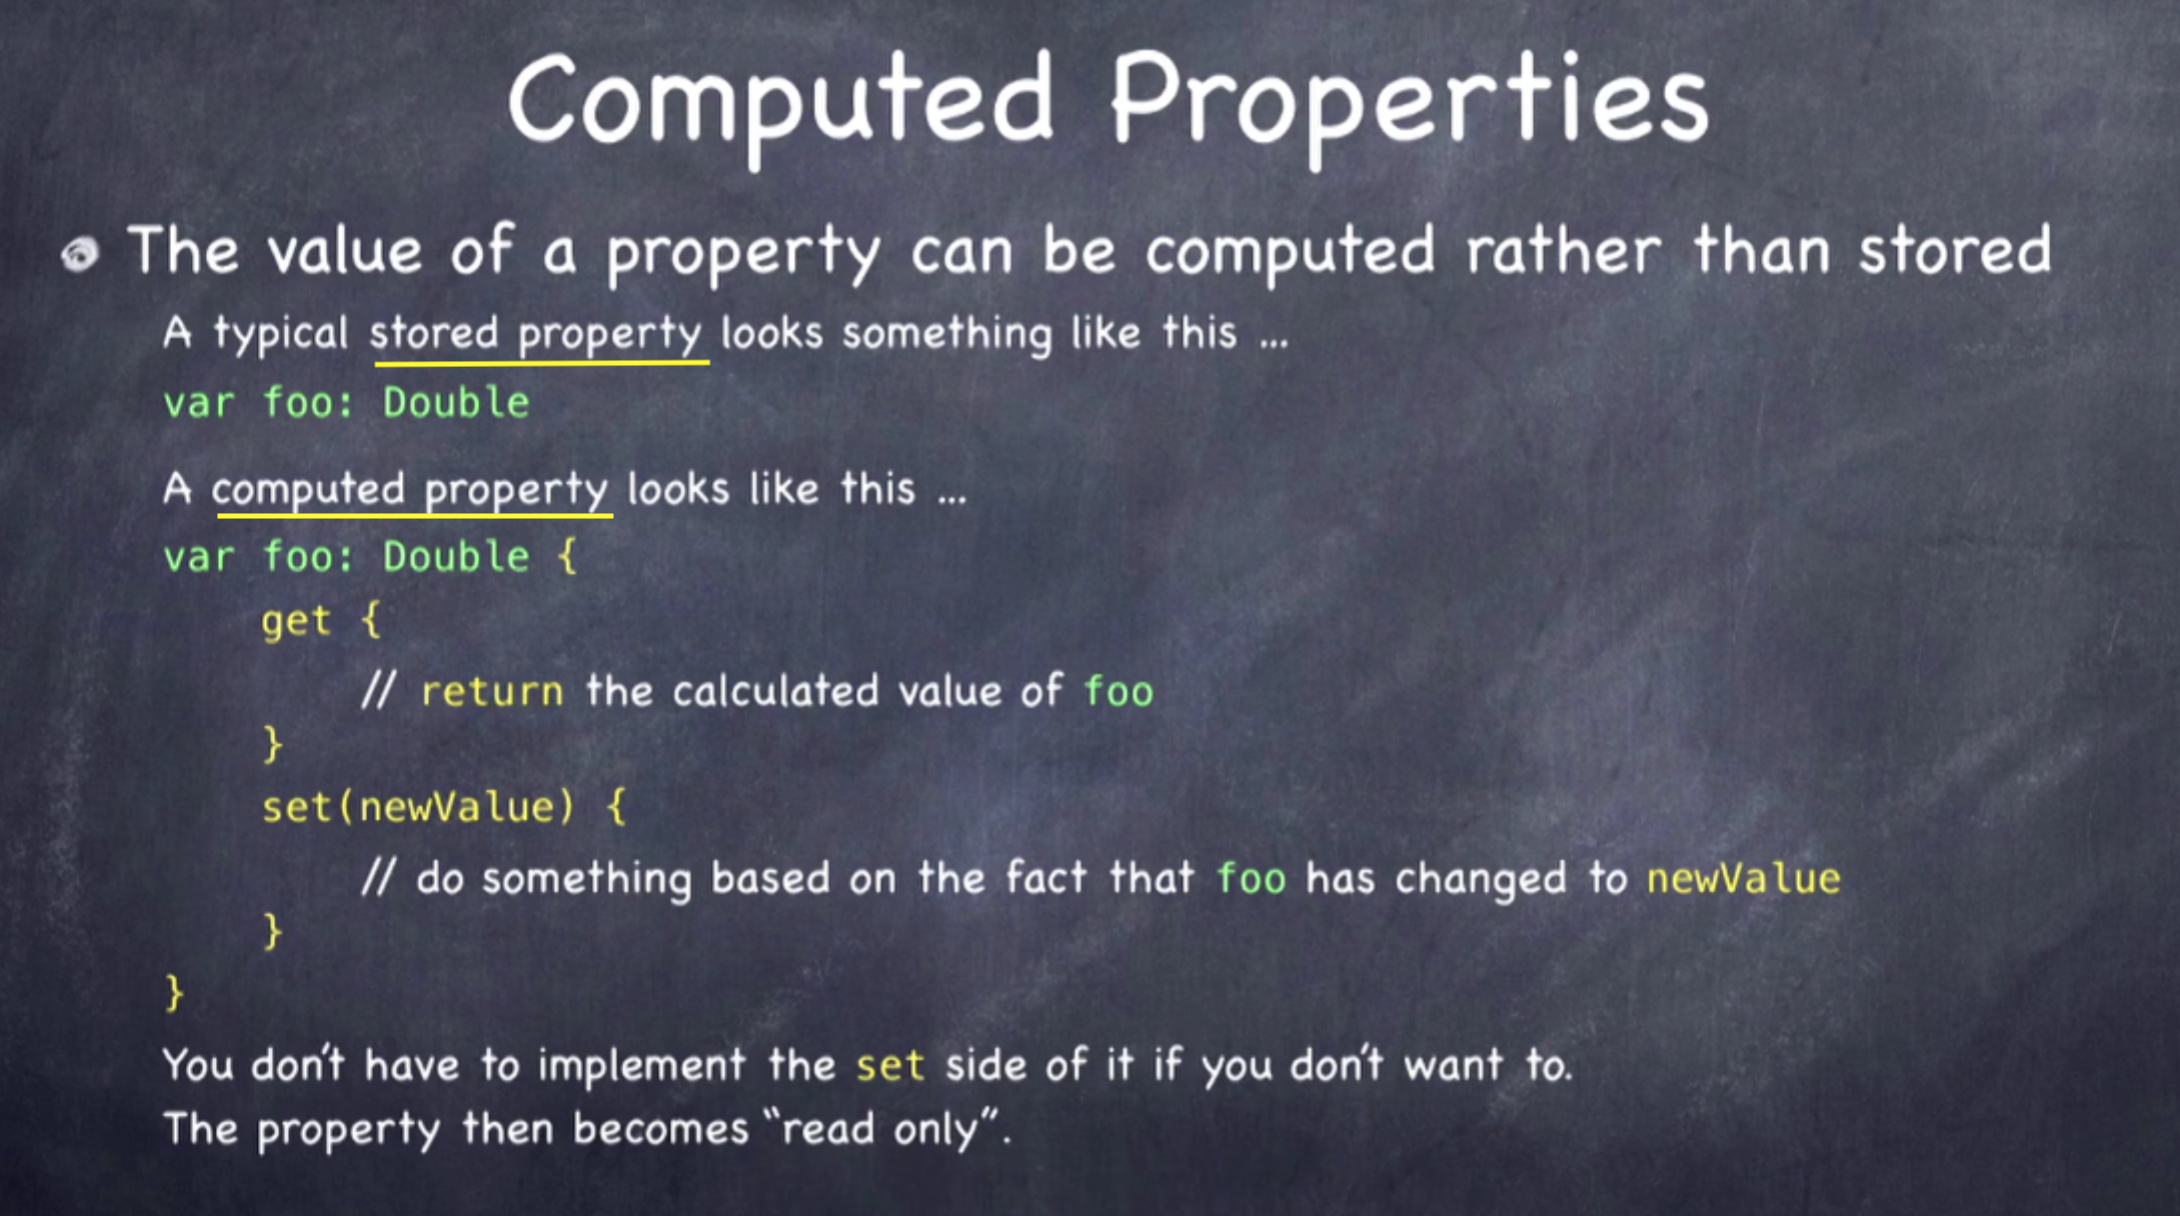 Computed Properties
The value of a property can be computed rather than stored
A typical stored property looks something like this ...
var foo: Double
A computed property looks like this ...
var foo: Double {
get {
// return the calculated value of foo
}
set(newValue) {
// do something based on the fact that foo has changed to newValue
}
}
You don't have to implement the set side of it if you don't want to.
The property then becomes “read only”.